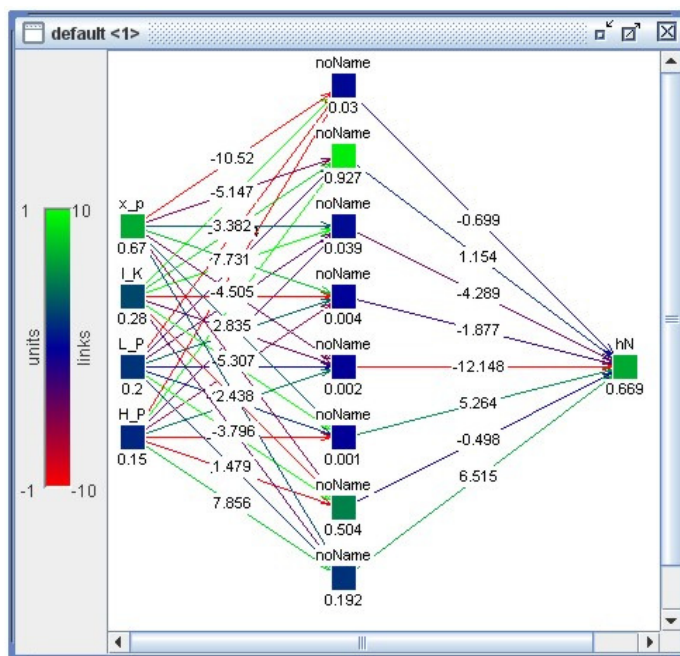 default <1>
noName
0.03
noName
-10.52
0.927
-5.147
1
10
x_p
noName
-3.382
-0.699
0.67
0.039
1.154
-7.731
I_K
noName
-4.505
-4.289
0.28
0.004
2.835
-1.877
units
links
L_P
noName
hN
-5.307
-12.148
0.2
0.002
0.669
2.438
H_P
noName
5.264
-3.796
0.15
0.001
-0.498
1.479
noName
6.515
-1
-10
7.856
0.504
noName
0.192